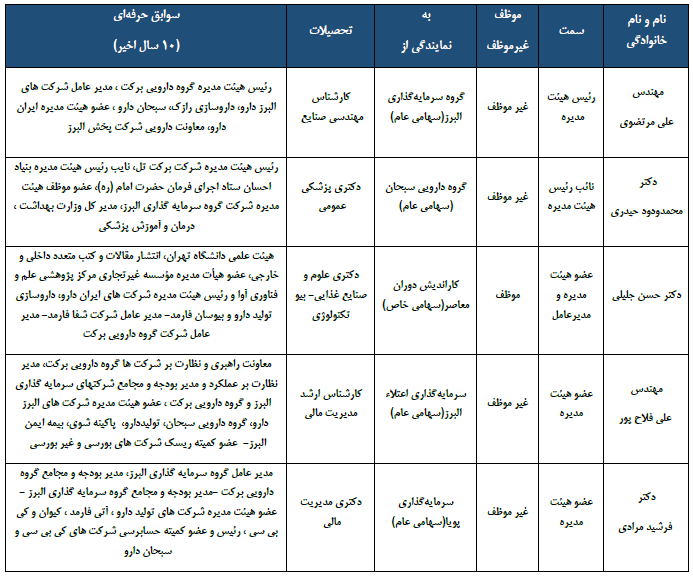 نام و نام
خانوادگی
سمت
موظف
غیرموظف
به
نمایندگی از
تحصیلات
سوابق حرفه‌ای
(۱۰ سال اخیر)
مهندس
علی مرتضوی
رئیس هیئت
مدیره
غیر موظف
گروه سرمایه‌گذاری
البرز(سهامی عام)
کارشناس
مهندسی صنایع
رئیس هیئت مدیره گروه دارویی برکت ، مدیر عامل شرکت های
البرز دارو، داروسازی رازک، سبحان دارو ، عضو هیئت مدیره ایران
دارو، معاونت دارویی شرکت پخش البرز
دکتر
محمدودود حیدری
نائب رئیس
هیئت مدیره
غیر موظف
گروه دارویی سبحان
(سهامی عام)
دکتری پزشکی
عمومی
رئیس هیئت مدیره شرکت برکت تل، نایب رئیس هیئت مدیره بنیاد
احسان ستاد اجرای فرمان حضرت امام (ره)، عضو موظف هیئت
مدیره شرکت گروه سرمایه گذاری البرز، مدیر کل وزارت بهداشت ،
درمان و آموزش پزشکی
دکتر حسن جلیلی
عضو هیئت
مدیره و
مدیرعامل
موظف
کاراندیش دوران
معاصر(سهامی خاص)
دکتری علوم و
صنایع غذایی- بیو
تکنولوژی
هیئت علمی دانشگاه تهران، انتشار مقالات و کتب متعدد داخلی و
خارجی، عضو هیأت مدیره مؤسسه غیرتجاری مرکز پژوهشی علم و
فناوری آوا و رئیس هیئت مدیره شرکت های ایران دارو، داروسازی
تولید دارو و بیوسان فارمد- مدیر عامل شرکت شفا فارمد- مدیر
عامل شرکت گروه دارویی برکت
مهندس
علی فلاح پور
عضو هیئت
مدیره
غیر موظف
سرمایه‌گذاری اعتلاء
البرز(سهامی عام)
کارشناس ارشد
مدیریت مالی
معاونت راهبری و نظارت بر شرکت ها گروه دارویی برکت، مدیر
نظارت بر عملکرد و مدیر بودجه و مجامع شرکتهای سرمایه گذاری
البرز و گروه دارویی برکت ، عضو هیئت مدیره شرکت های البرز
دارو، گروه دارویی سبحان، تولیددارو، پاکینه شوی، بیمه ایمن
البرز- عضو کمیته ریسک شرکت های بورسی و غیر بورسی
دکتر
فرشید مرادی
عضو هیئت
مدیره
غیر موظف
سرمایه‌گذاری
پویا(سهامی عام)
دکتری مدیریت
مالی
مدیر عامل گروه سرمایه گذاری البرز، مدیر بودجه و مجامع گروه
دارویی برکت -مدیر بودجه و مجامع گروه سرمایه گذاری البرز -
عضو هیئت مدیره شرکت های تولید دارو ، آتی فارمد ، کیوان و کی
بی سی ، رئیس و عضو کمیته حسابرسی شرکت های کی بی سی و
سبحان دارو